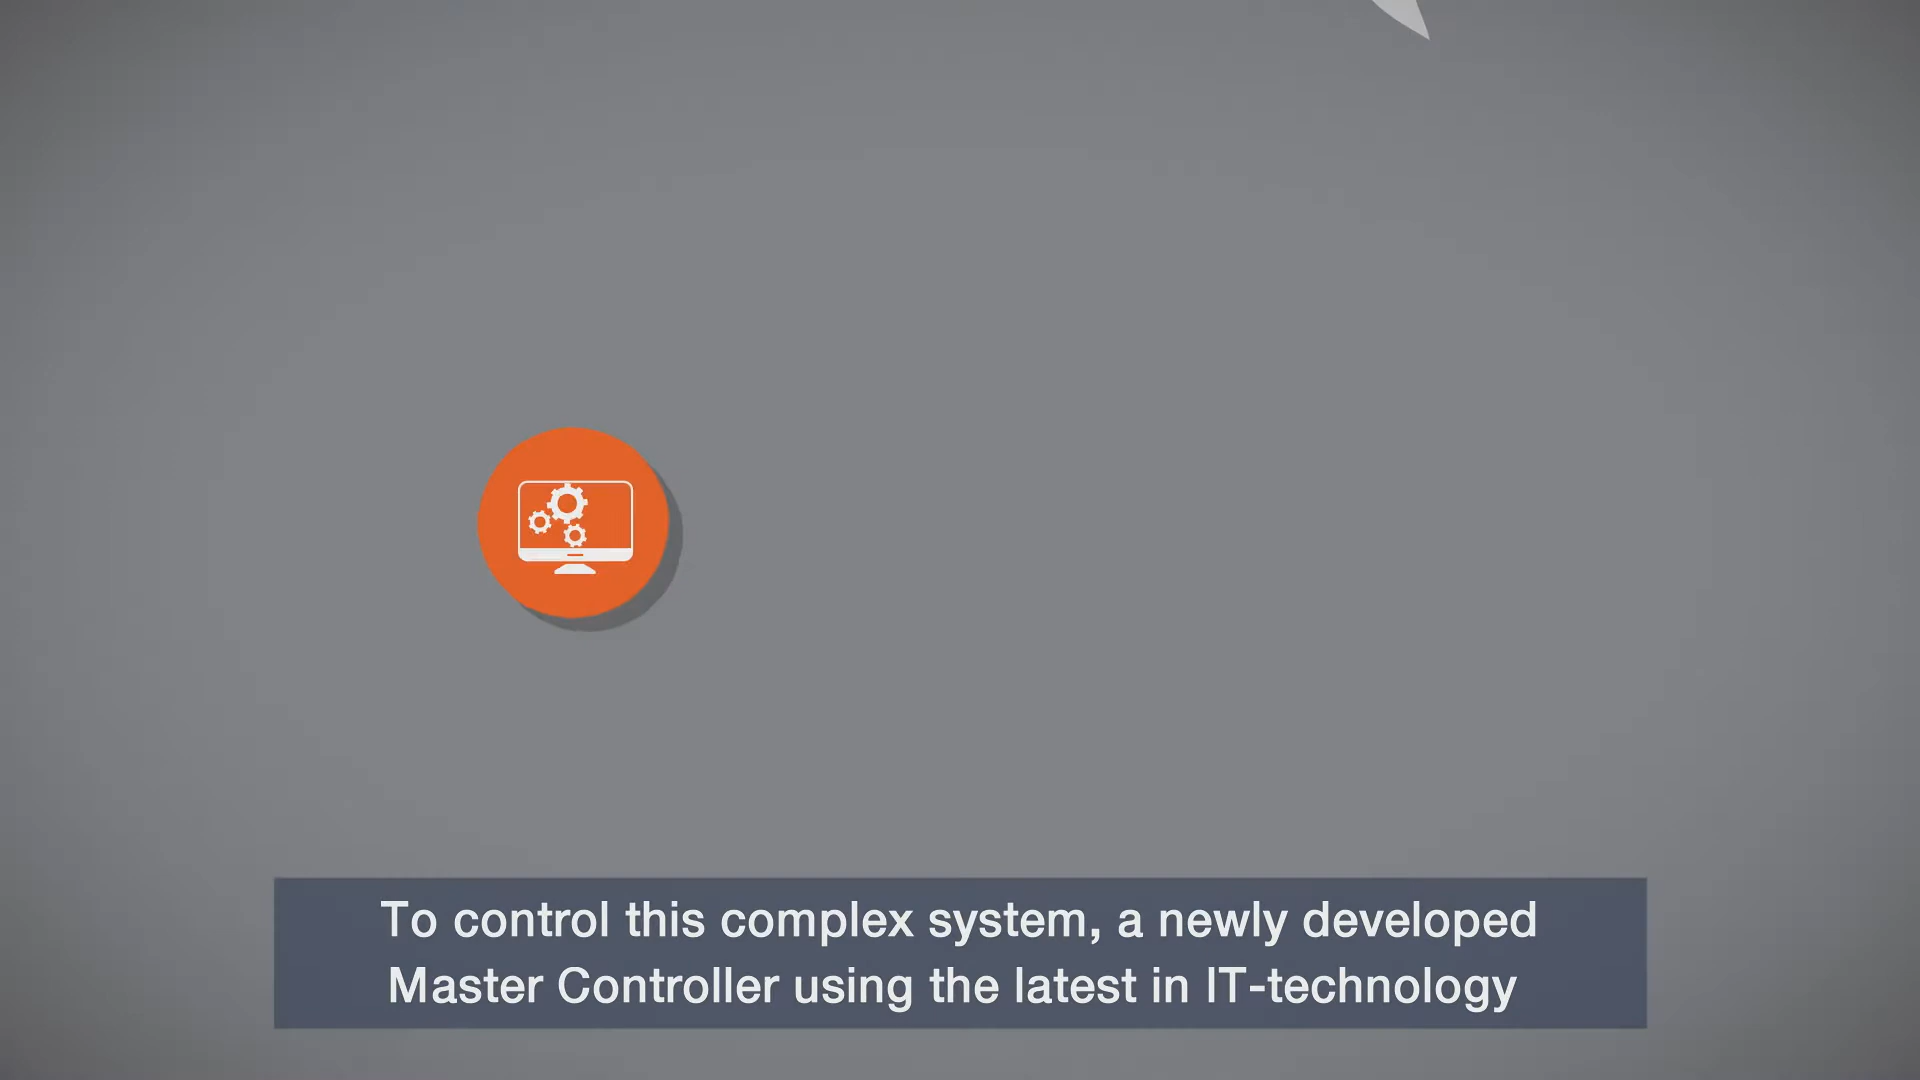 To control this complex system, a newly developed
Master Controller using the latest in IT-technology